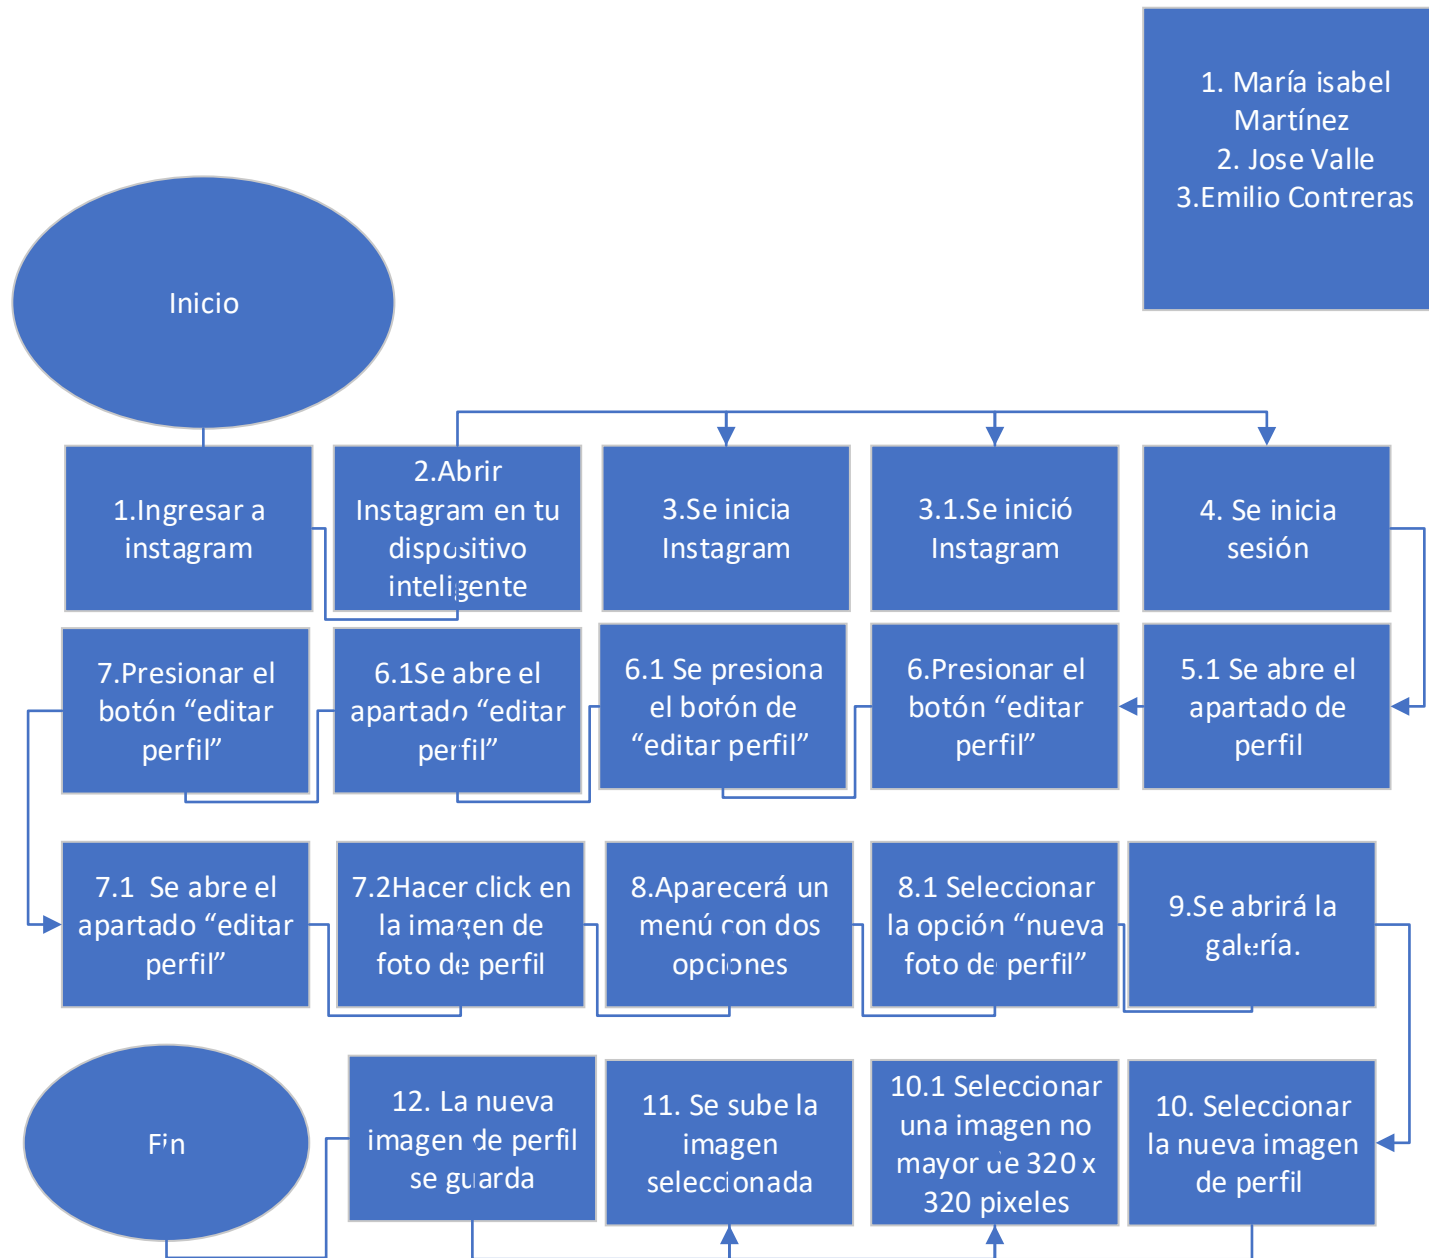 1. María isabel
Martínez
2. Jose Valle
3.Emilio Contreras
Inicio
1.Ingresar a
instagram
2.Abrir
Instagram en tu
dispositivo
inteligente
3.Se inicia
Instagram
3.1.Se inició
Instagram
4. Se inicia
sesión
5.1 Se abre el
apartado de
perfil
6.Presionar el
botón “editar
perfil”
6.1 Se presiona
el botón de
“editar perfil”
6.1Se abre el
apartado “editar
perfil”
7.Presionar el
botón “editar
perfil”
7.1 Se abre el
apartado “editar
perfil”
7.2Hacer click en
la imagen de
foto de perfil
8.Aparecerá un
menú con dos
opciones
8.1 Seleccionar
la opción “nueva
foto de perfil”
9.Se abrirá la
galería.
10. Seleccionar
la nueva imagen
de perfil
10.1 Seleccionar
una imagen no
mayor de 320 x
320 pixeles
11. Se sube la
imagen
seleccionada
12. La nueva
imagen de perfil
se guarda
Fin